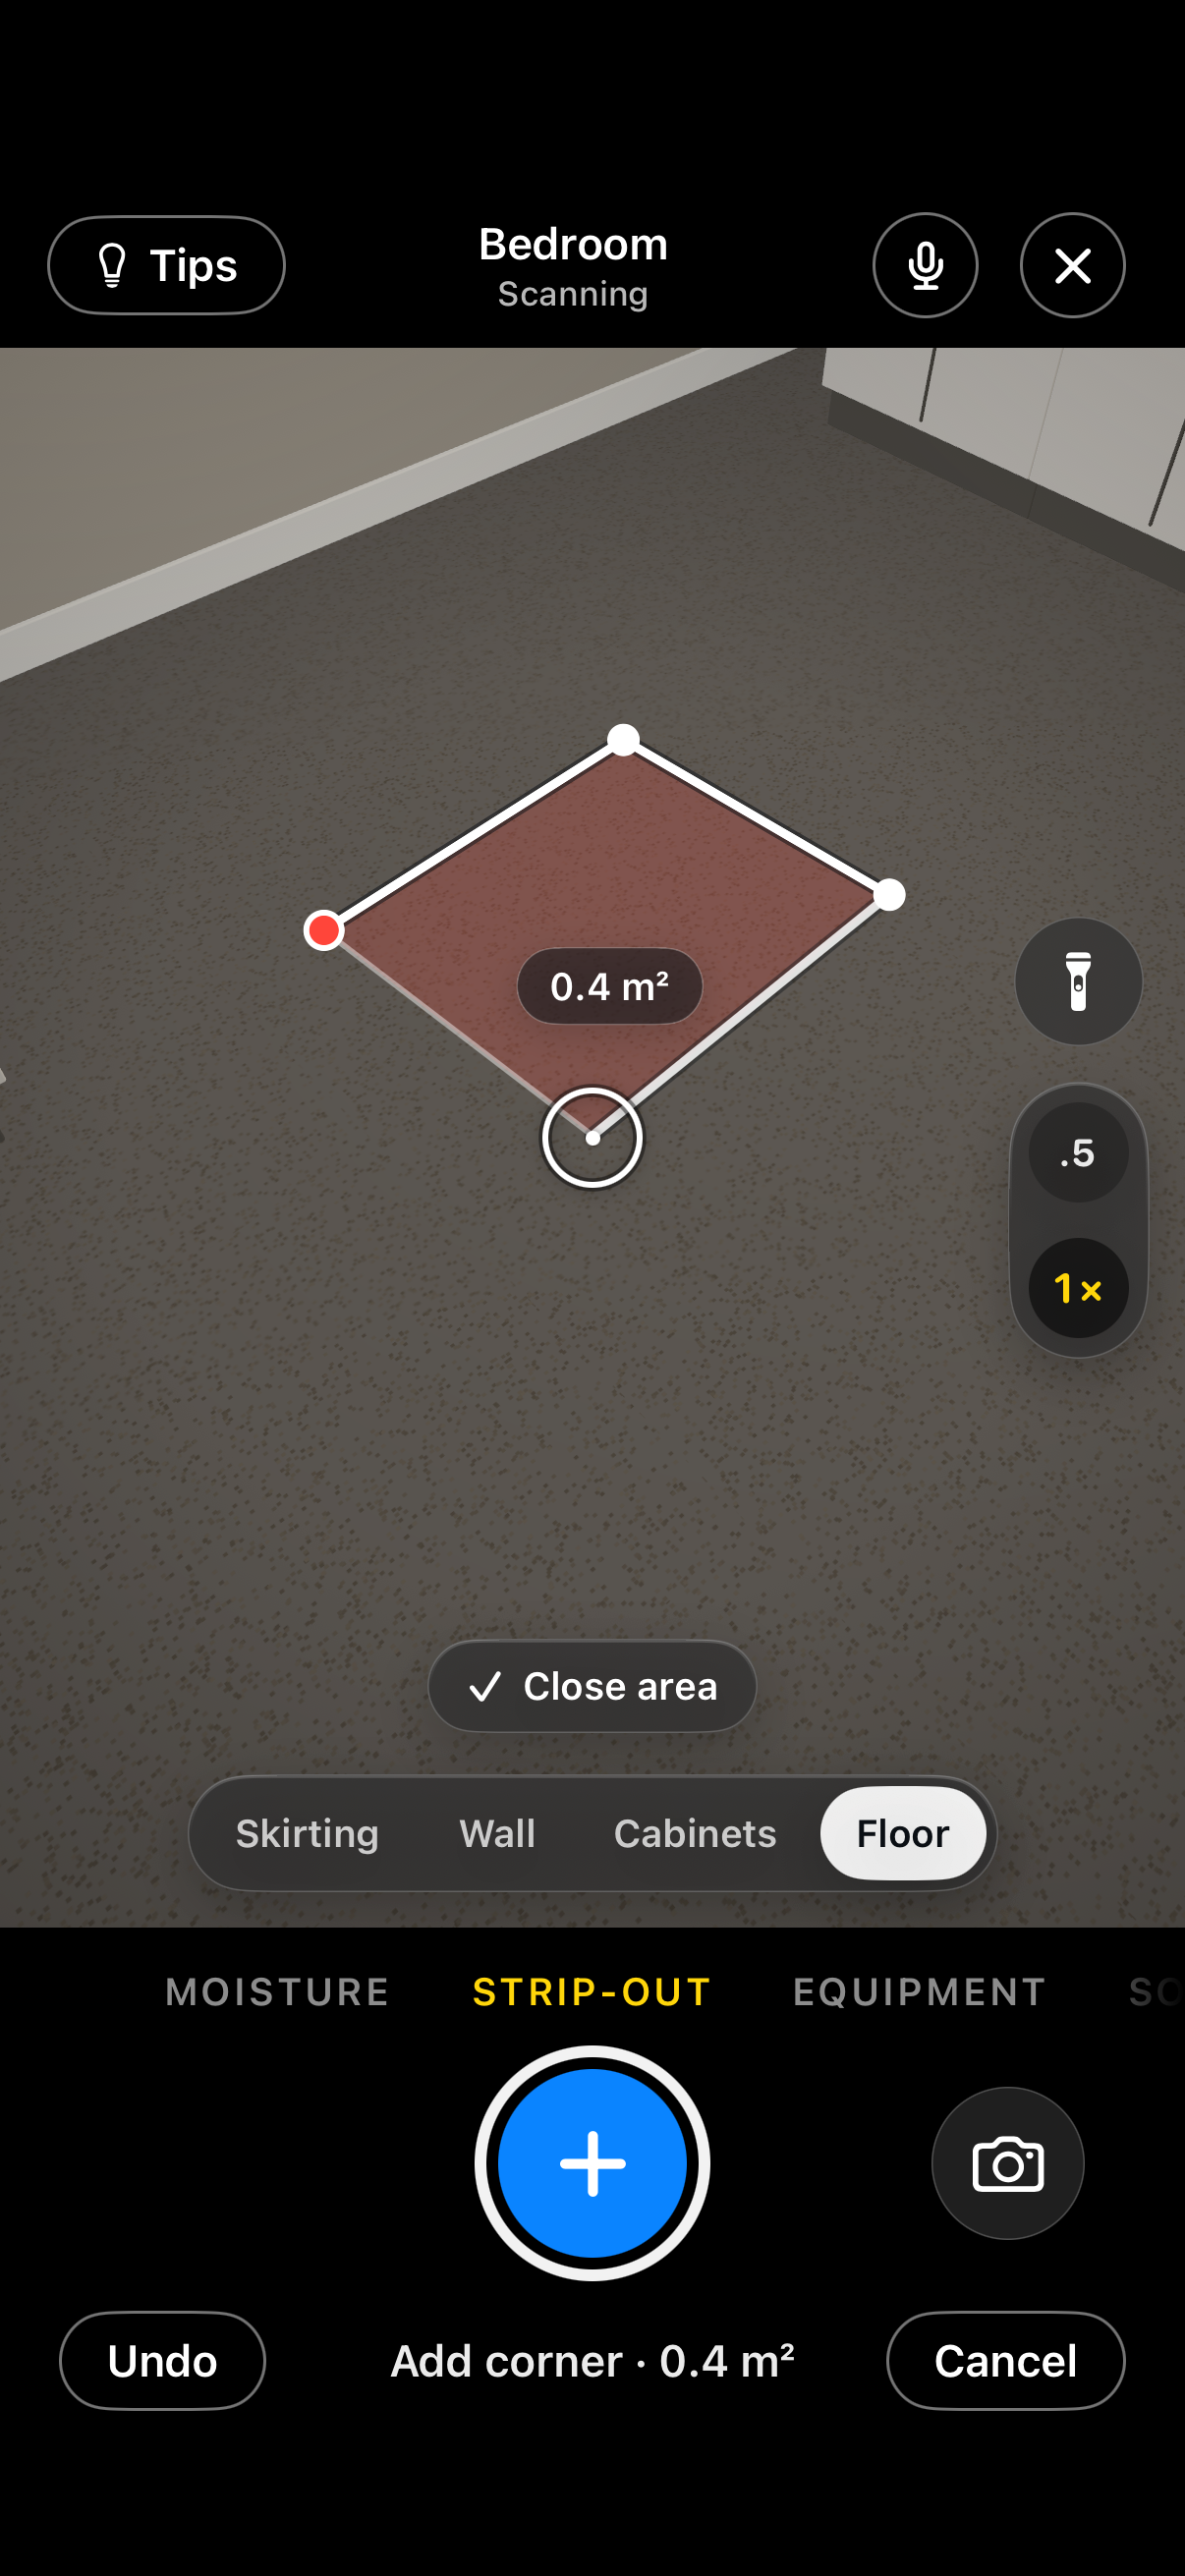 Tips
Bedroom
Scanning
0.4 m²
.5
1×
Close area
Skirting
Wall
Cabinets
Floor
MOISTURE
STRIP-OUT
EQUIPMENT
Undo
Add corner · 0.4 m²
Cancel